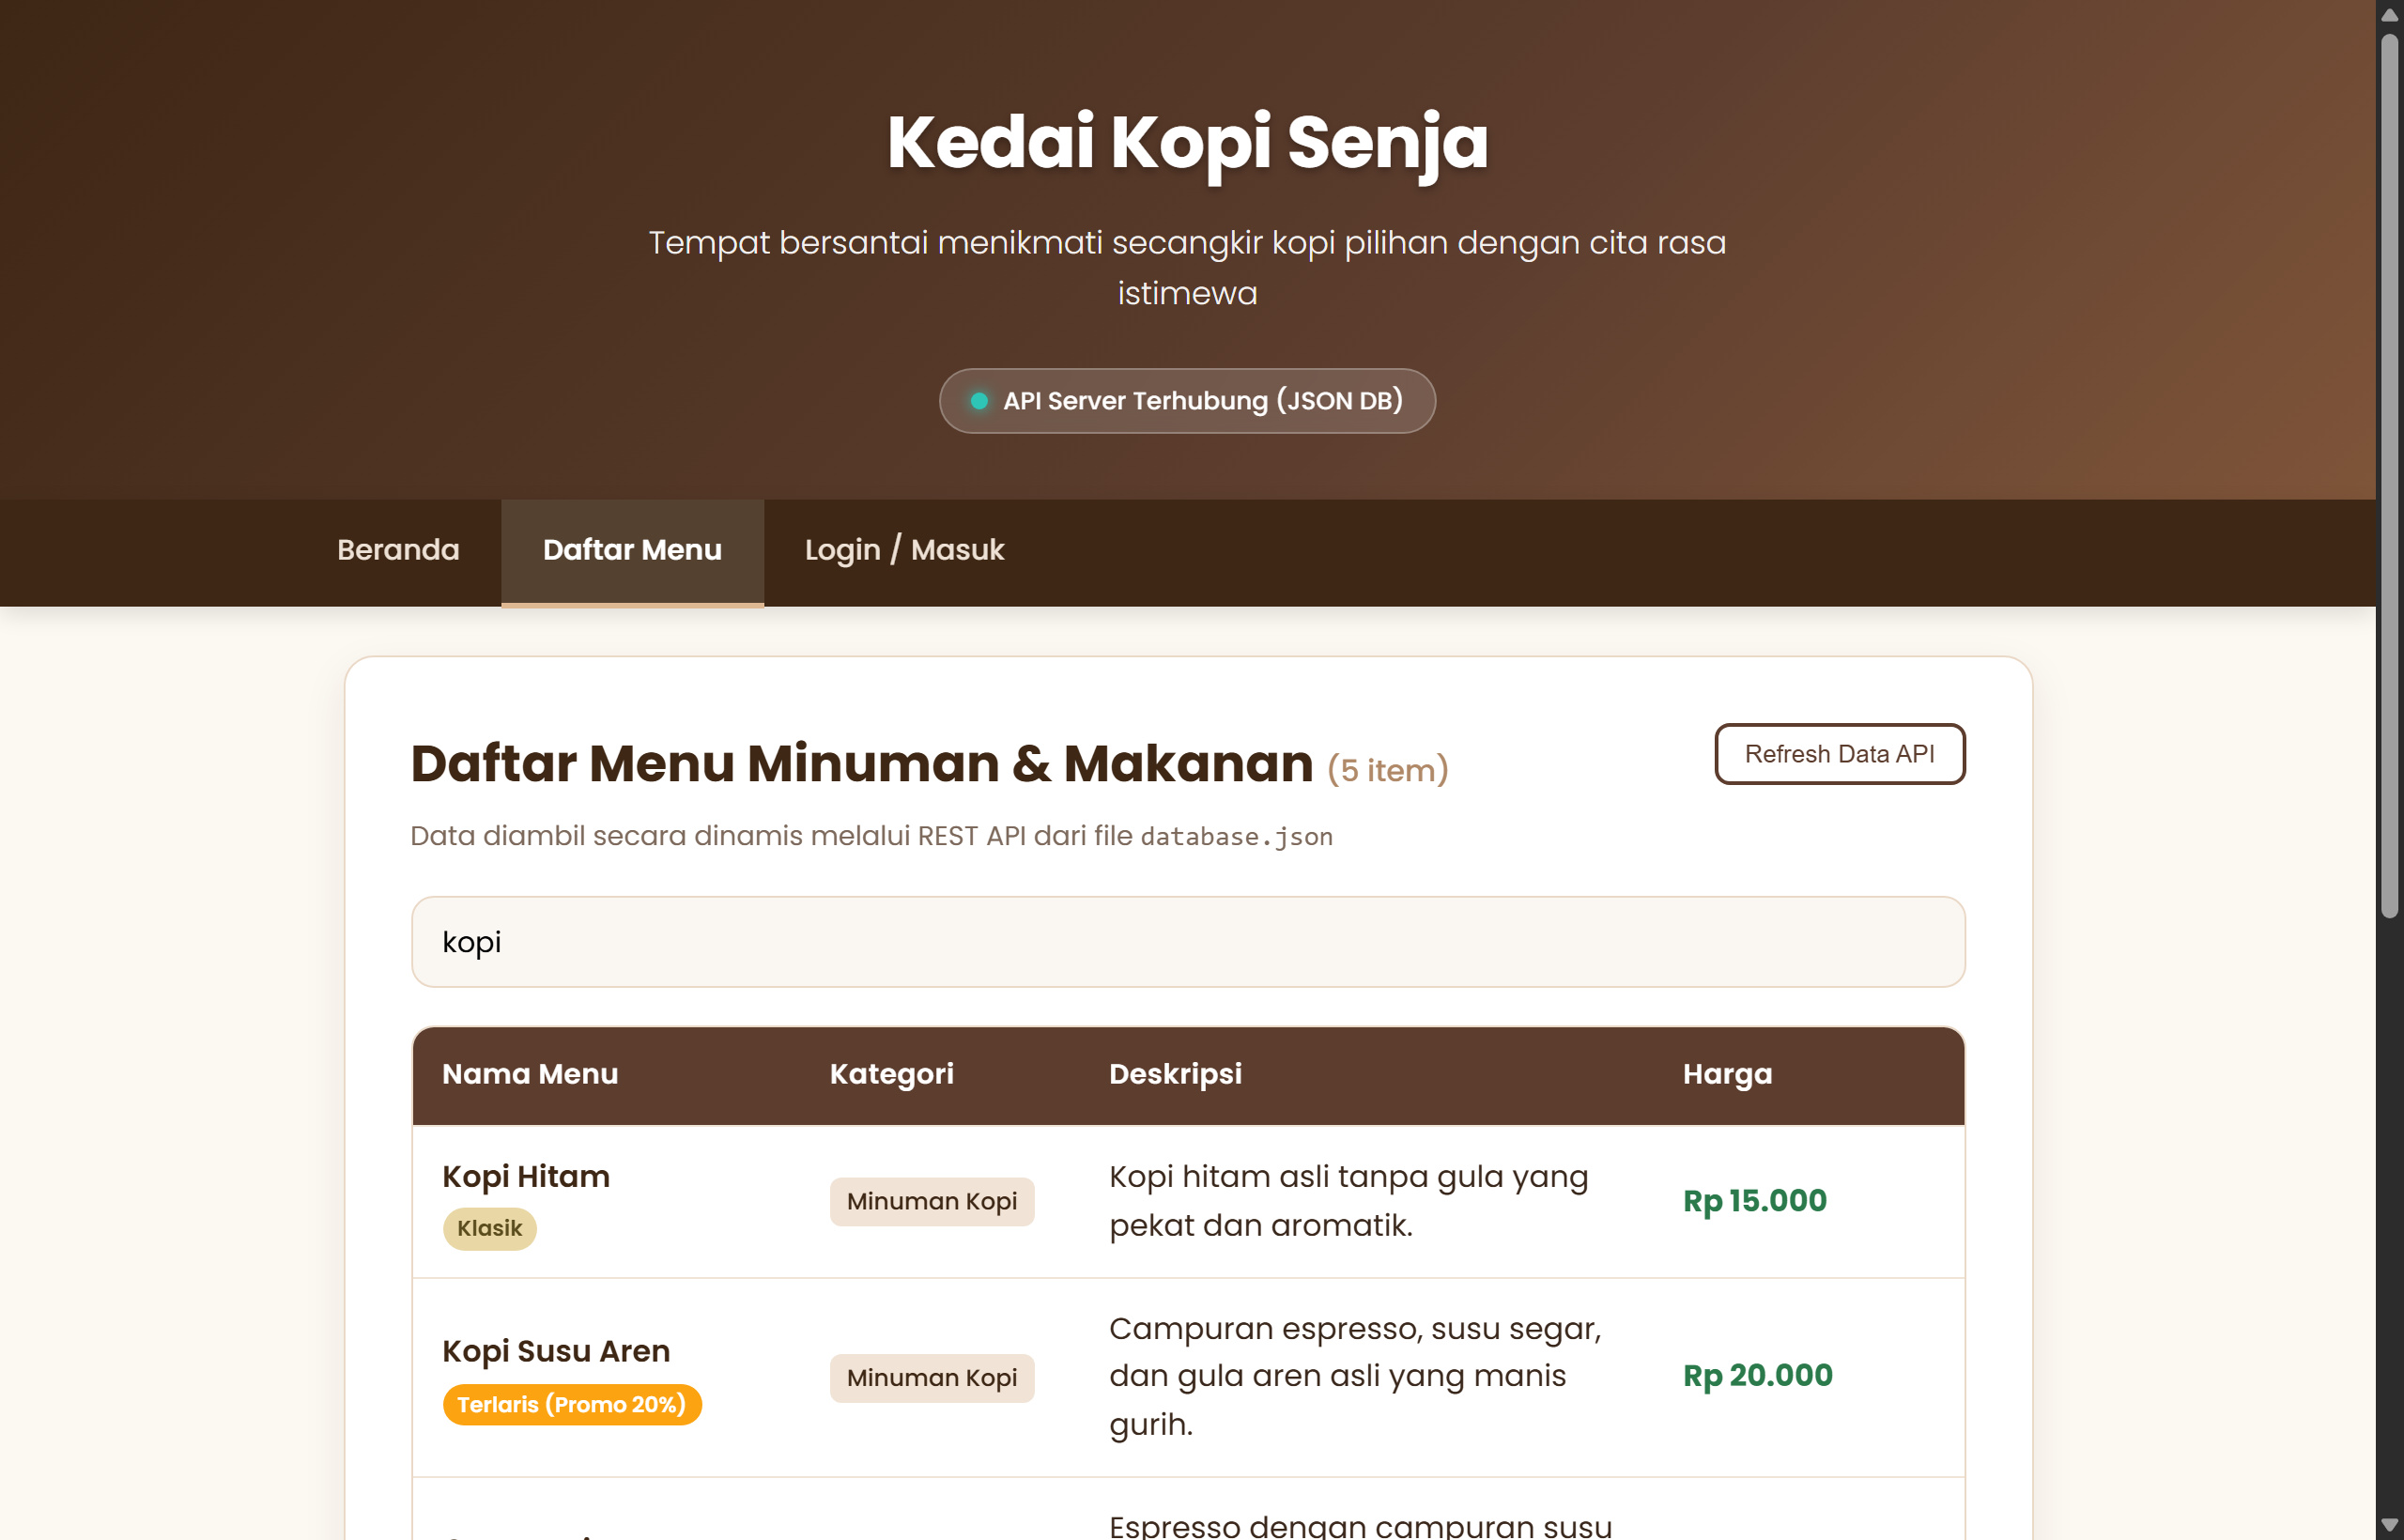 Kedai Kopi Senja
Tempat bersantai menikmati secangkir kopi pilihan dengan cita rasa
istimewa
API Server Terhubung (JSON DB)
Beranda
Daftar Menu
Login / Masuk
Daftar Menu Minuman & Makanan (5 item)
Refresh Data API
Data diambil secara dinamis melalui REST API dari file database.json
kopi
Nama Menu
Kategori
Deskripsi
Harga
Kopi Hitam
Klasik
Minuman Kopi
Kopi hitam asli tanpa gula yang
pekat dan aromatik.
Rp 15.000
Kopi Susu Aren
Terlaris (Promo 20%)
Minuman Kopi
Campuran espresso, susu segar,
dan gula aren asli yang manis
gurih.
Rp 20.000
Espresso dengan campuran susu